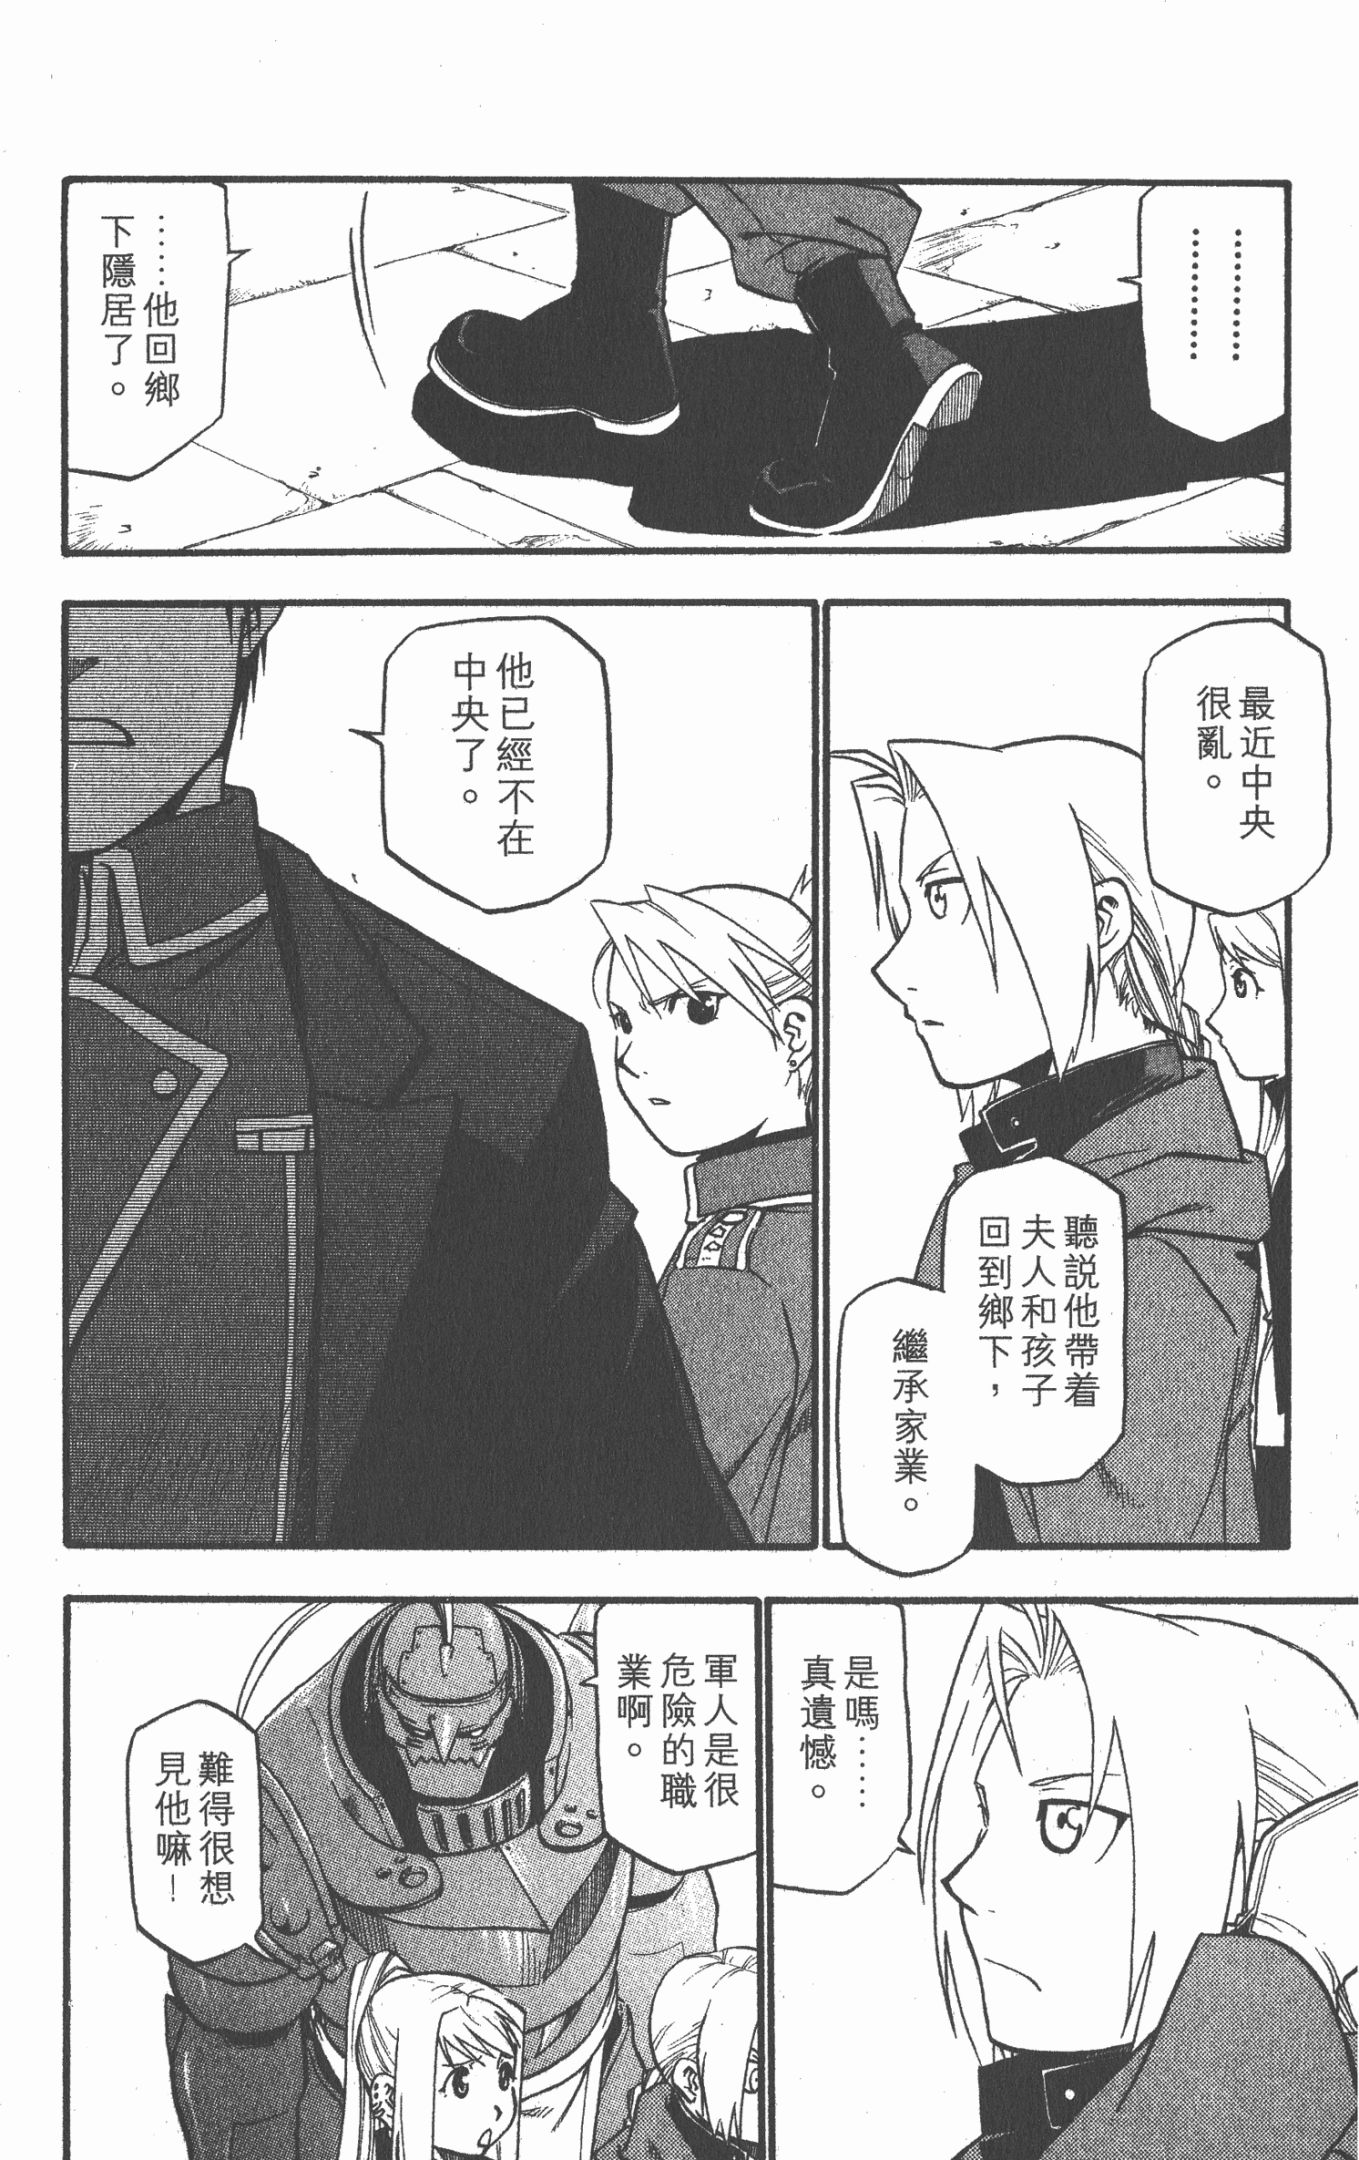 …………
…………
……他回鄉
下隱居了。
最近中央
很亂。
聽說他帶着
夫人和孩子
回到鄉下，
繼承家業。
他已經不在
中央了。
是嗎……
真遺憾。
軍人是很
危險的職
業啊。
難得很想
見他嘛！